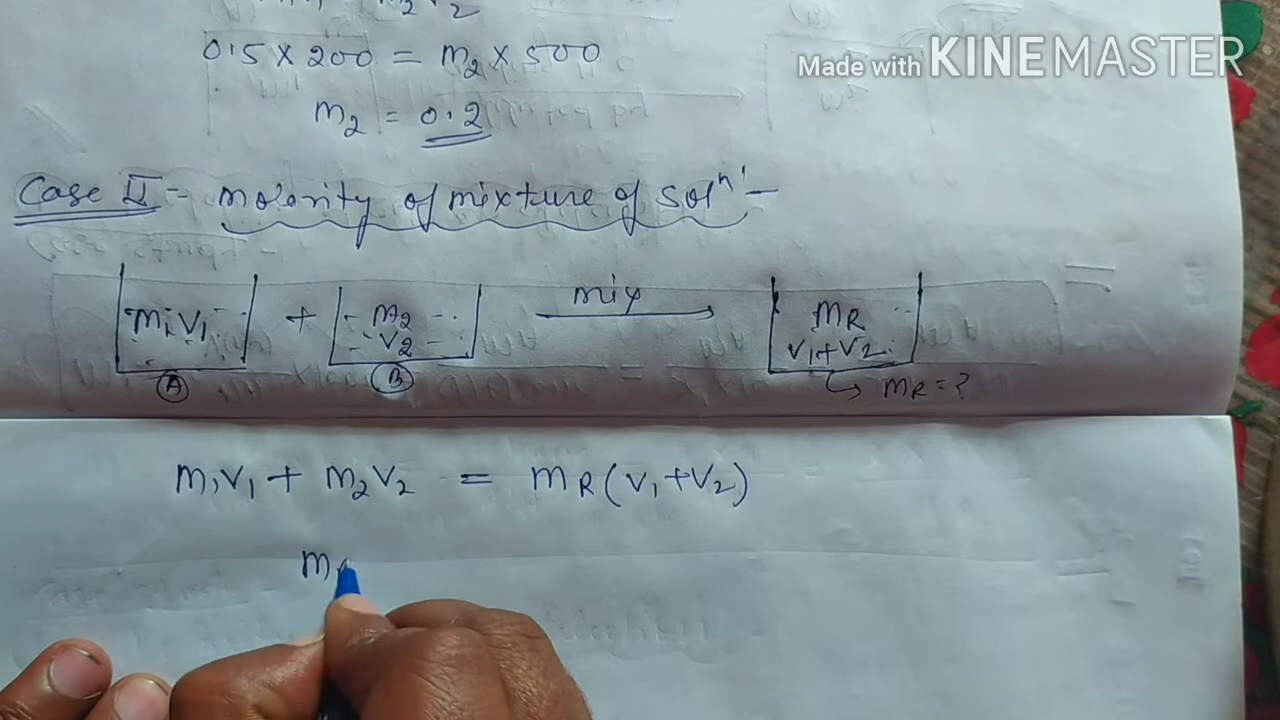 Made with KINEMASTER
0.5 × 200 = M2 × 500
M2 = 0.2
Case II - Molarity of mixture of solⁿ -
M1V1 + M2 V2 mix MR V1+V2
A B MR = ?
M1V1 + M2V2 = MR (V1+V2)
M